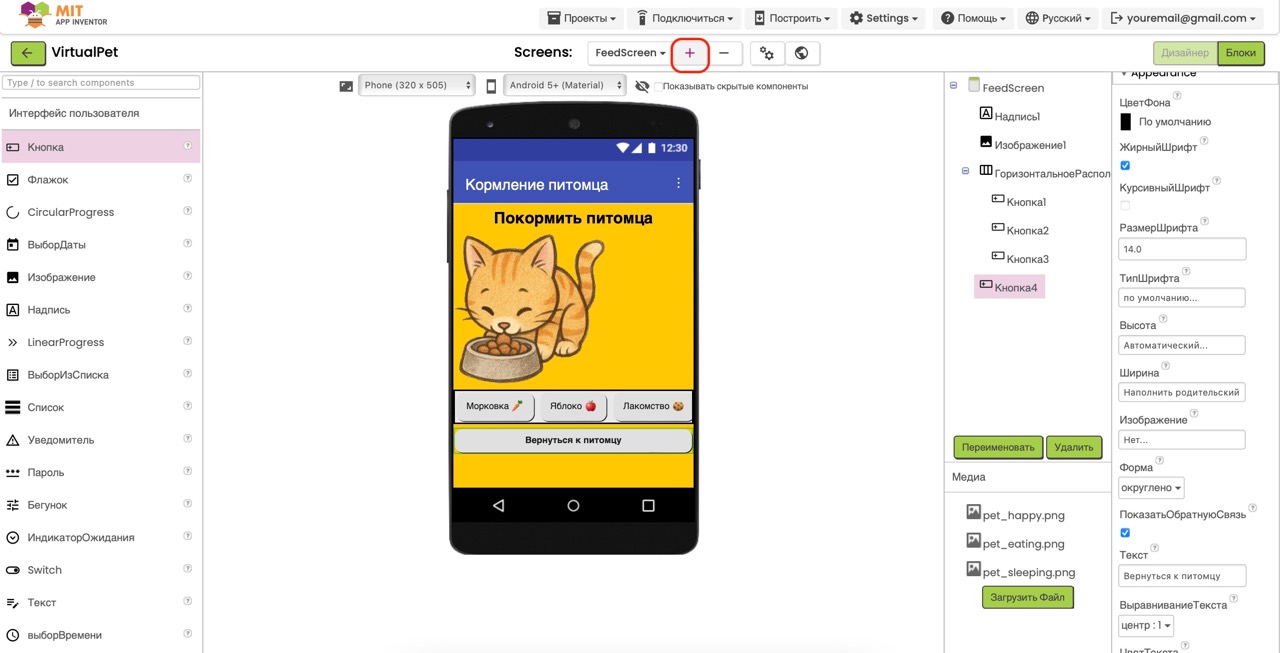 MIT
APP INVENTOR
Проекты
Подключиться
Построить
Settings
Помощь
Русский
youremail@gmail.com
VirtualPet
Screens:
FeedScreen
+
−
Дизайнер
Блоки
Type / to search components
Интерфейс пользователя
Кнопка
Флажок
CircularProgress
ВыборДаты
Изображение
Надпись
LinearProgress
ВыборИзСписка
Список
Уведомитель
Пароль
Бегунок
ИндикаторОжидания
Switch
Текст
выборВремени
Phone (320 x 505)
Android 5+ (Material)
Показывать скрытые компоненты
12:30
Кормление питомца
Покормить питомца
Морковка 🥕
Яблоко 🍎
Лакомство 🍪
Вернуться к питомцу
FeedScreen
Надпись1
Изображение1
ГоризонтальноеРаспол
Кнопка1
Кнопка2
Кнопка3
Кнопка4
Переименовать
Удалить
Медиа
pet_happy.png
pet_eating.png
pet_sleeping.png
Загрузить Файл
Appearance
ЦветФона
По умолчанию
ЖирныйШрифт
КурсивныйШрифт
РазмерШрифта
14.0
ТипШрифта
по умолчанию...
Высота
Автоматический...
Ширина
Наполнить родительский
Изображение
Нет...
Форма
округлено
ПоказатьОбратнуюСвязь
Текст
Вернуться к питомцу
ВыравниваниеТекста
центр : 1
ЦветТекста